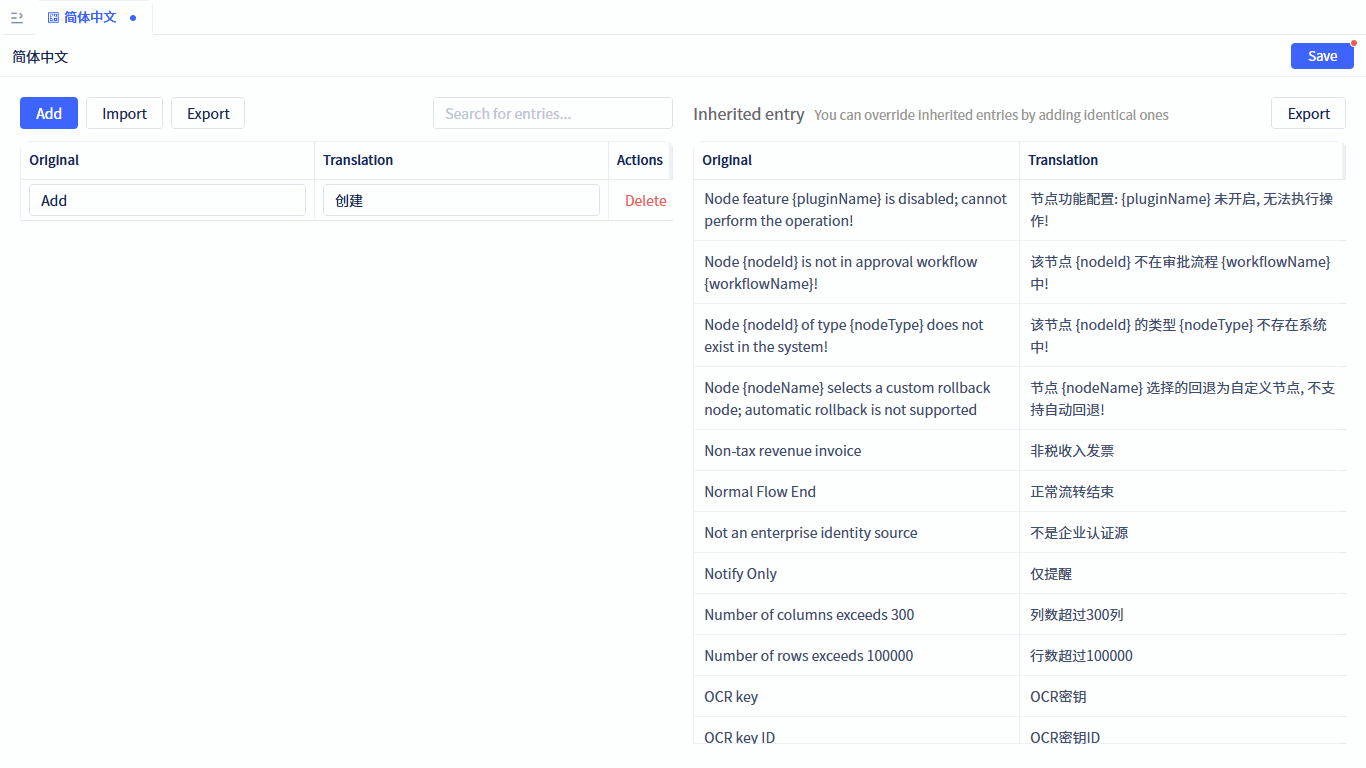 简体中文
简体中文
Save
Add
Import
Export
Search for entries...
Original
Translation
Actions
Add
创建
Delete
Inherited entry
You can override inherited entries by adding identical ones
Export
Original
Translation
Node feature {pluginName} is disabled; cannot
perform the operation!
节点功能配置: {pluginName} 未开启, 无法执行操
作!
Node {nodeId} is not in approval workflow
{workflowName}!
该节点 {nodeId} 不在审批流程 {workflowName}
中!
Node {nodeId} of type {nodeType} does not
exist in the system!
该节点 {nodeId} 的类型 {nodeType} 不存在系统
中!
Node {nodeName} selects a custom rollback
node; automatic rollback is not supported
节点 {nodeName} 选择的回退为自定义节点, 不支
持自动回退!
Non-tax revenue invoice
非税收入发票
Normal Flow End
正常流转结束
Not an enterprise identity source
不是企业认证源
Notify Only
仅提醒
Number of columns exceeds 300
列数超过300列
Number of rows exceeds 100000
行数超过100000
OCR key
OCR密钥
OCR key ID
OCR密钥ID